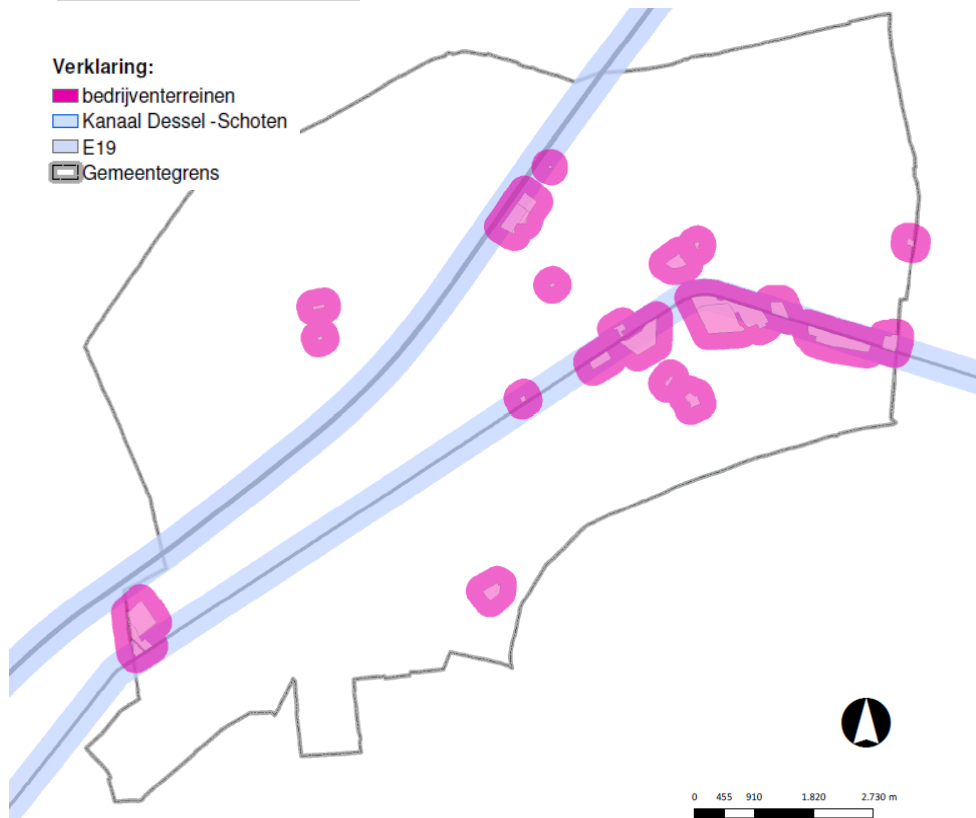 Verklaring:
bedrijventerreinen
Kanaal Dessel -Schoten
E19
Gemeentegrens
0 455 910 1.820 2.730 m